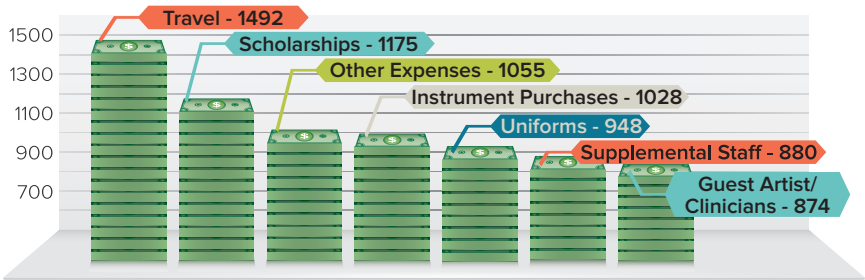 Travel - 1492
Scholarships - 1175
Other Expenses - 1055
Instrument Purchases - 1028
Uniforms - 948
Supplemental Staff - 880
Guest Artist/
Clinicians - 874
1500
1300
1100
900
700
$
$
$
$
$
$
$